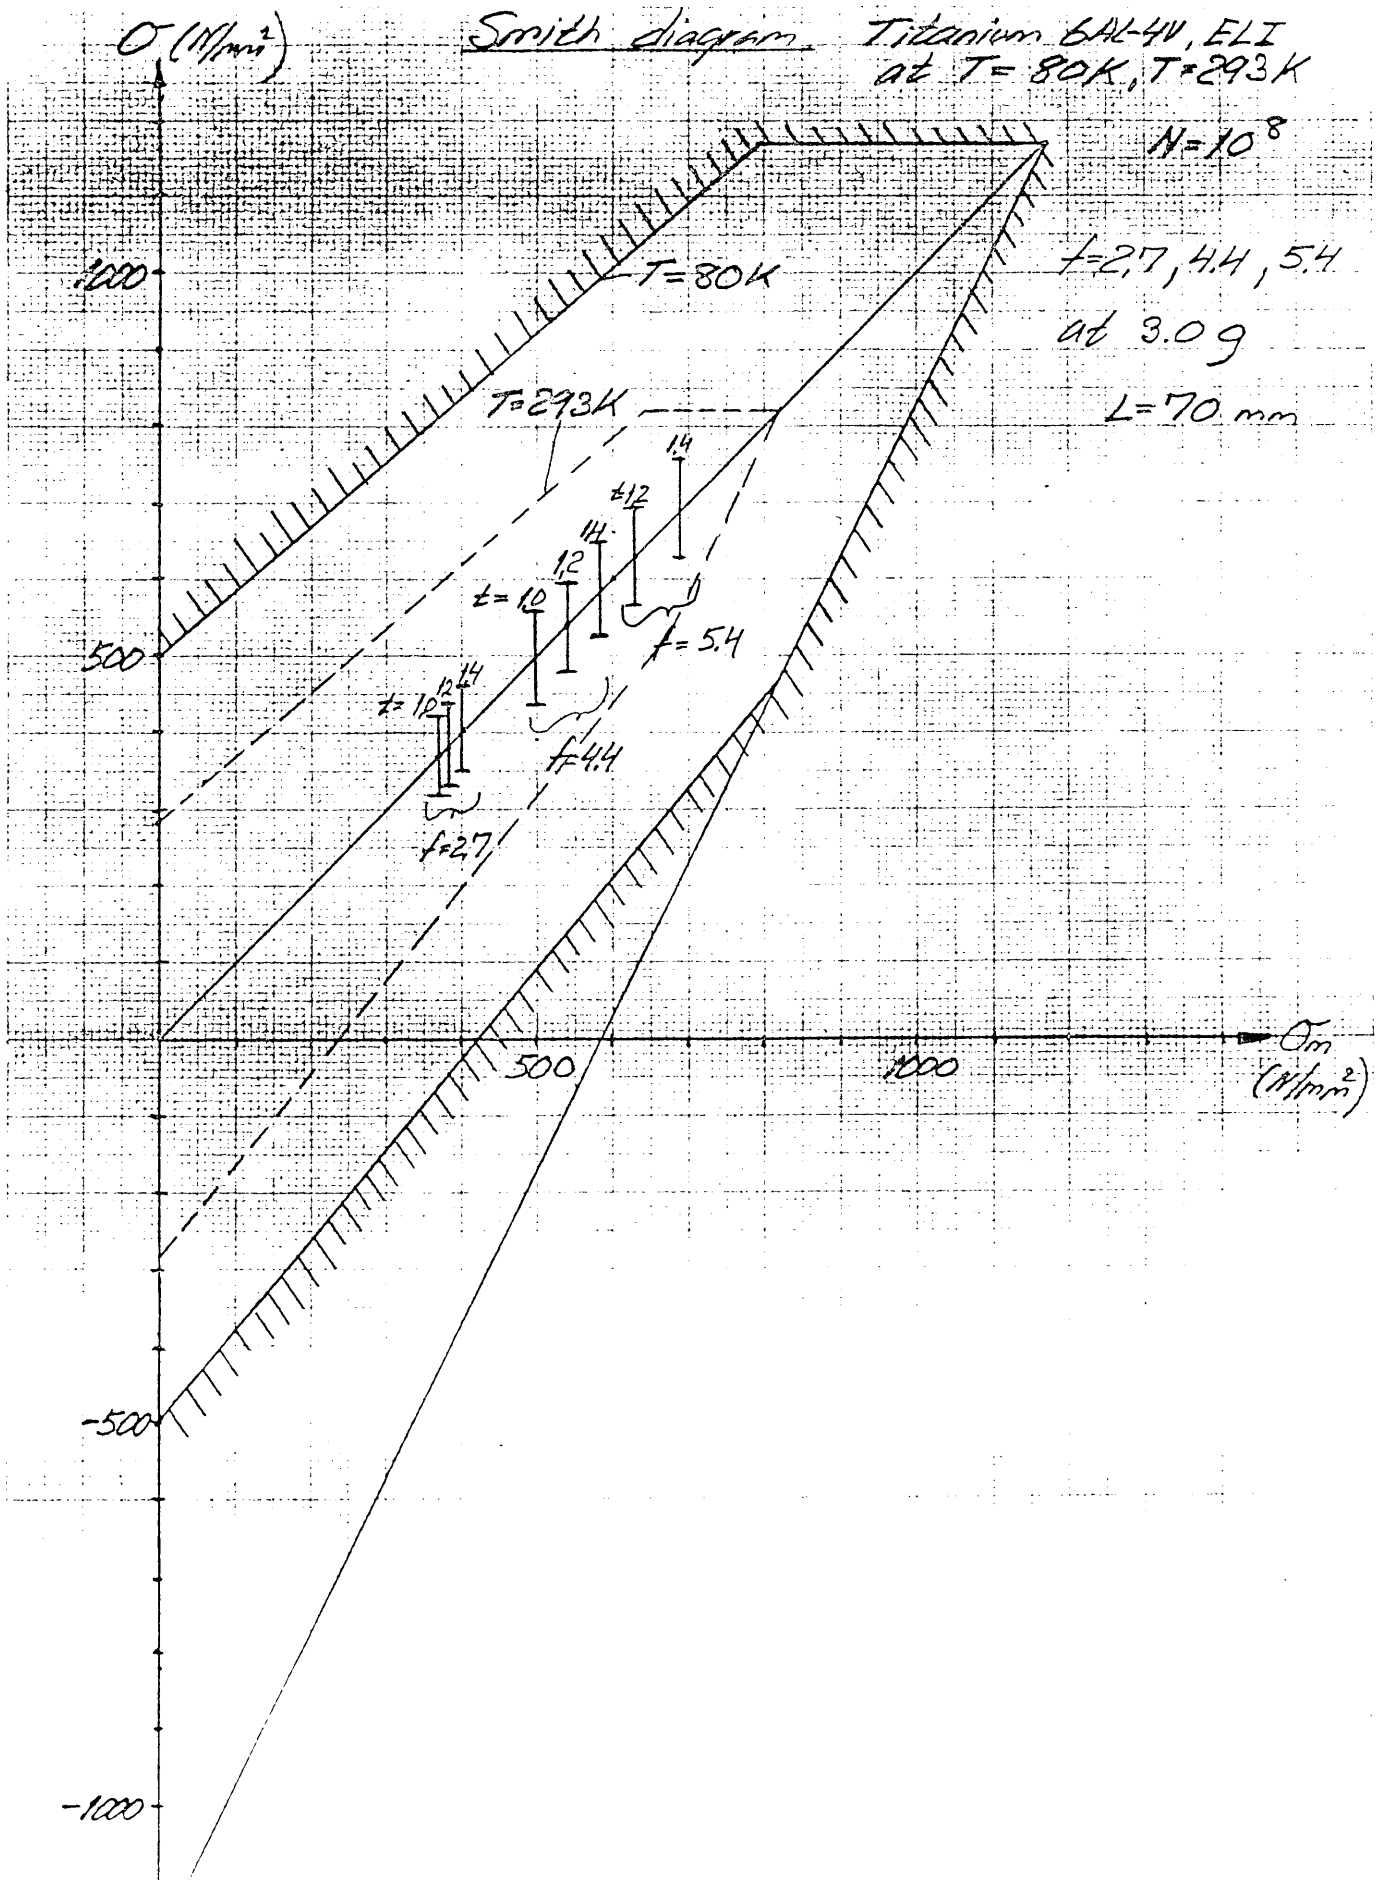 σ (N/mm²)
Smith diagram. Titanium 6AL-4V, ELI
at T = 80K, T=293K
N=10⁸
1000
T=80K
f=2,7, 4.4, 5.4
at 3.0 g
L=70 mm
T=293K
1.4
t1.2
1.4
1.2
t=1.0
500
f=5.4
t=1.0 1.2 1.4
f=4.4
f=2.7
500
1000
σm
(N/mm²)
-500
-1000